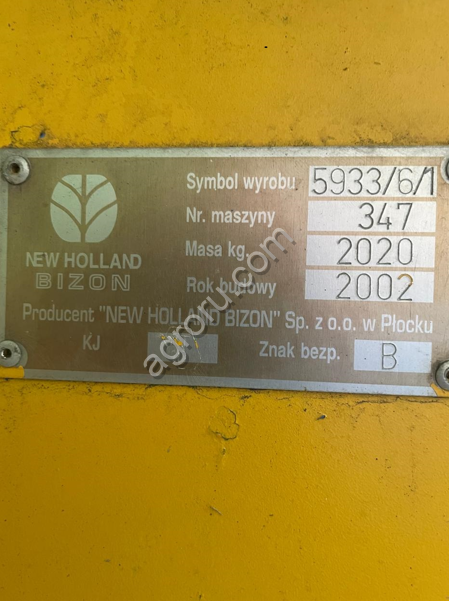 Symbol wyrobu 5933/6/1
Nr. maszyny 347
Masa kg. 2020
Rok budowy 2002
NEW HOLLAND
BIZON
Producent "NEW HOLLAND BIZON" Sp. z o.o. w Płocku
KJ Znak bezp. B
agroru.com